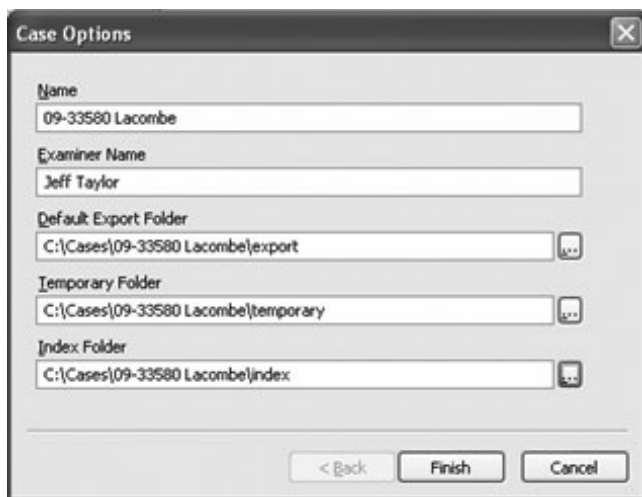 Case Options
Name
09-33580 Lacombe
Examiner Name
Jeff Taylor
Default Export Folder
C:\Cases\09-33580 Lacombe\export
...
Temporary Folder
C:\Cases\09-33580 Lacombe\temporary
...
Index Folder
C:\Cases\09-33580 Lacombe\index
...
< Back Finish Cancel